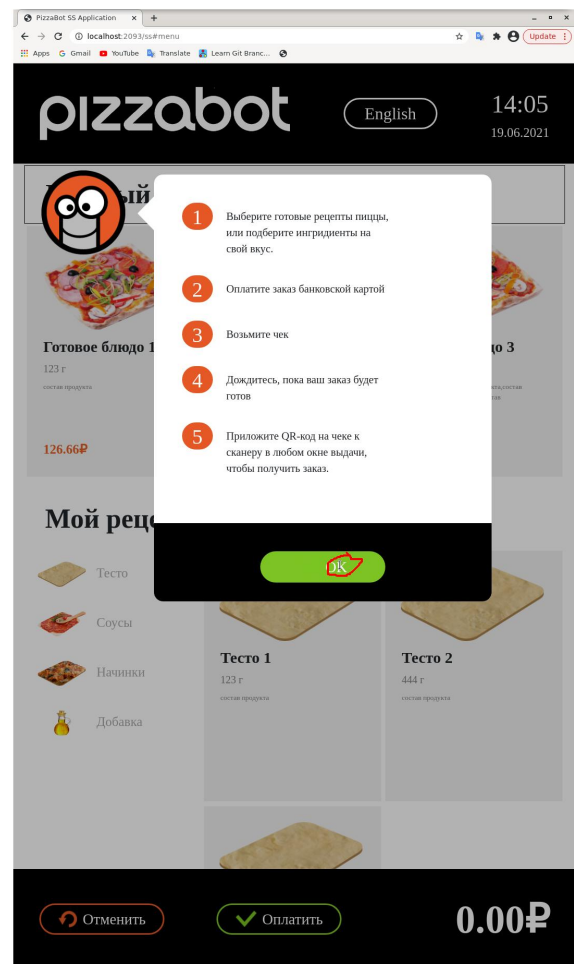 PizzaBot SS Application
localhost:2093/ss#menu
Update
Apps Gmail YouTube Translate Learn Git Branc...
pizzabot
English
14:05
19.06.2021
1 Выберите готовые рецепты пиццы,
или подберите ингридиенты на
свой вкус.
2 Оплатите заказ банковской картой
3 Возьмите чек
4 Дождитесь, пока ваш заказ будет
готов
5 Приложите QR-код на чеке к
сканеру в любом окне выдачи,
чтобы получить заказ.
OK
Готовое блюдо 1
123 г
состав продукта
126.66₽
3
Мой
Тесто
Соусы
Начинки
Добавка
Тесто 1
123 г
состав продукта
Тесто 2
444 г
состав продукта
Отменить
Оплатить
0.00₽